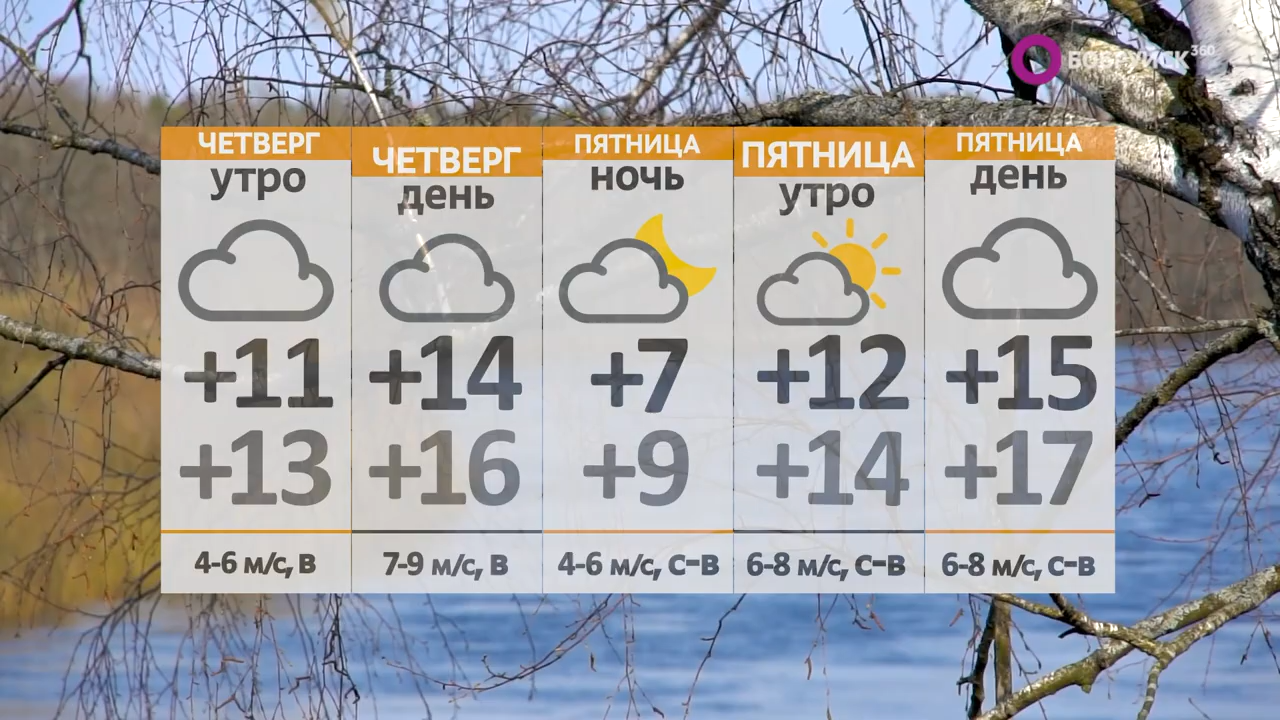 БОБРУЙСК 360
ЧЕТВЕРГ
утро
+11
+13
4-6 м/с, В
ЧЕТВЕРГ
день
+14
+16
7-9 м/с, В
ПЯТНИЦА
ночь
+7
+9
4-6 м/с, С-В
ПЯТНИЦА
утро
+12
+14
6-8 м/с, С-В
ПЯТНИЦА
день
+15
+17
6-8 м/с, С-В